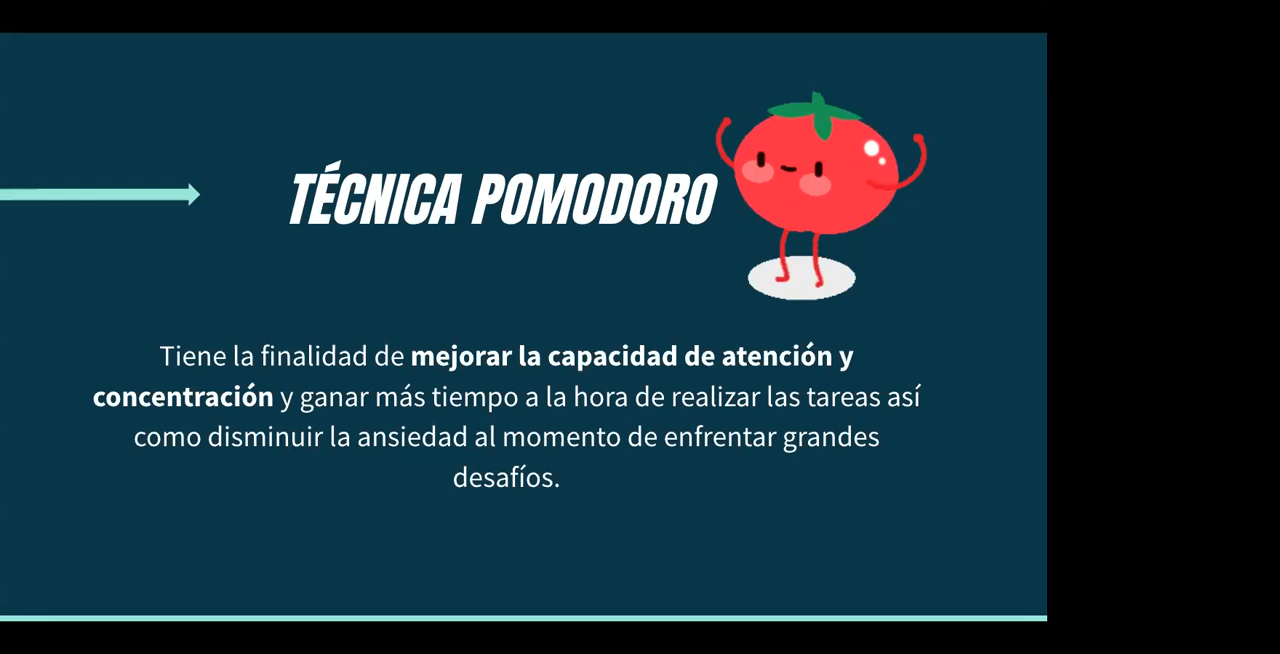 TÉCNICA POMODORO
Tiene la finalidad de mejorar la capacidad de atención y
concentración y ganar más tiempo a la hora de realizar las tareas así
como disminuir la ansiedad al momento de enfrentar grandes
desafíos.